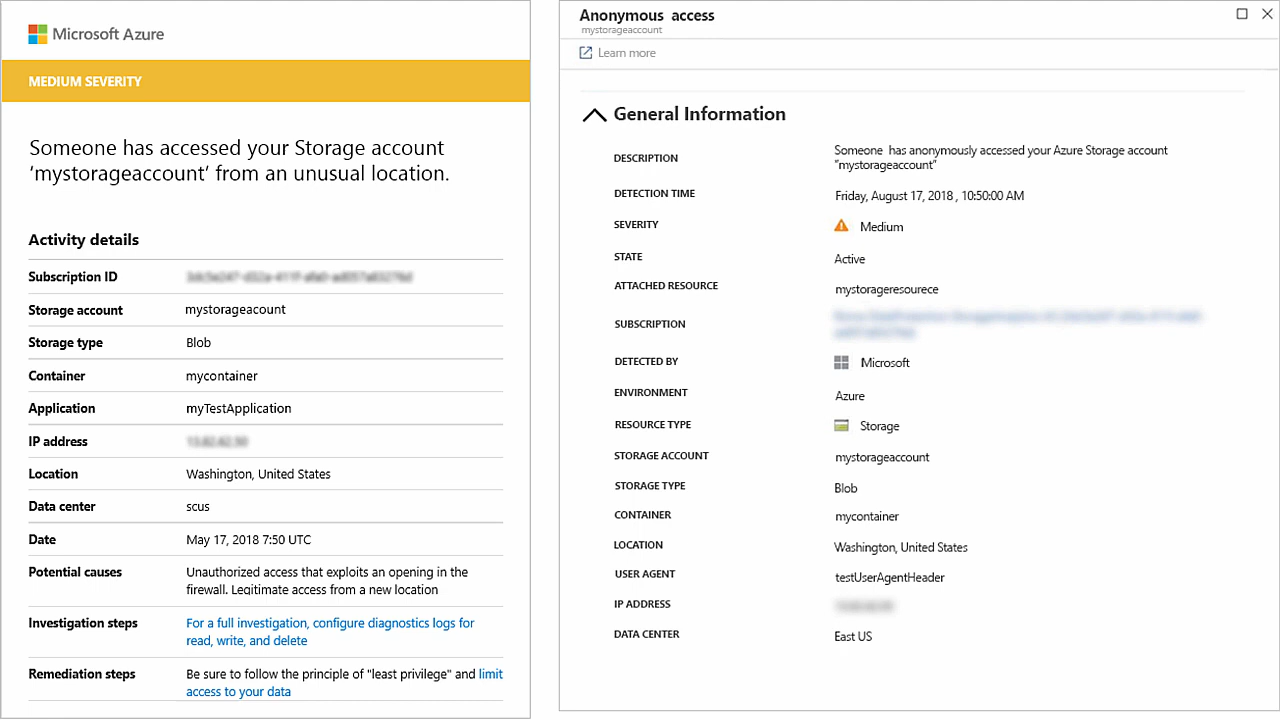 Microsoft Azure
MEDIUM SEVERITY
Someone has accessed your Storage account
‘mystorageaccount’ from an unusual location.
Activity details
Subscription ID
Storage account mystorageacount
Storage type Blob
Container mycontainer
Application myTestApplication
IP address
Location Washington, United States
Data center scus
Date May 17, 2018 7:50 UTC
Potential causes Unauthorized access that exploits an opening in the
firewall. Legitimate access from a new location
Investigation steps For a full investigation, configure diagnostics logs for
read, write, and delete
Remediation steps Be sure to follow the principle of "least privilege" and limit
access to your data
Anonymous access
mystorageaccount
Learn more
General Information
DESCRIPTION Someone has anonymously accessed your Azure Storage account
"mystorageaccount"
DETECTION TIME Friday, August 17, 2018 , 10:50:00 AM
SEVERITY Medium
STATE Active
ATTACHED RESOURCE mystorageresourece
SUBSCRIPTION
DETECTED BY Microsoft
ENVIRONMENT Azure
RESOURCE TYPE Storage
STORAGE ACCOUNT mystorageaccount
STORAGE TYPE Blob
CONTAINER mycontainer
LOCATION Washington, United States
USER AGENT testUserAgentHeader
IP ADDRESS
DATA CENTER East US